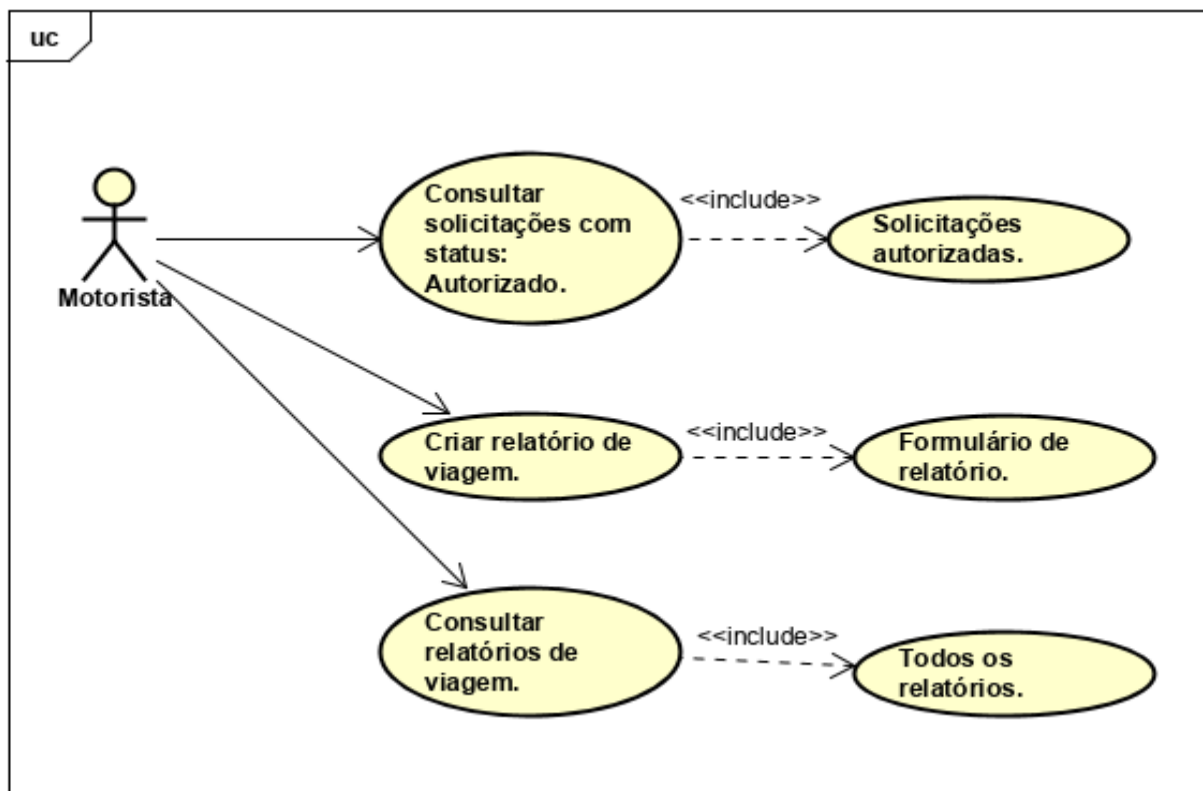 uc
Motorista
Consultar
solicitações com
status:
Autorizado.
<<include>>
Solicitações
autorizadas.
Criar relatório de
viagem.
<<include>>
Formulário de
relatório.
Consultar
relatórios de
viagem.
<<include>>
Todos os
relatórios.